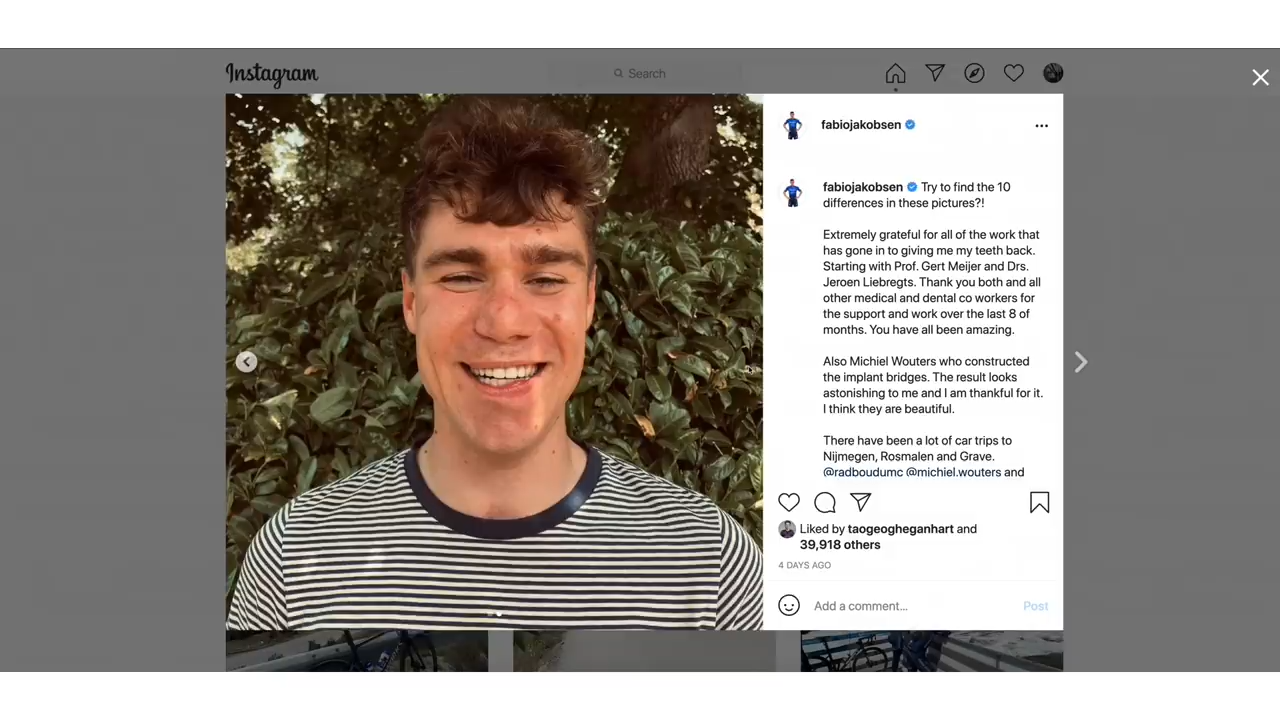 Instagram
Search
fabiojakobsen
fabiojakobsen Try to find the 10
differences in these pictures?!
Extremely grateful for all of the work that
has gone in to giving me my teeth back.
Starting with Prof. Gert Meijer and Drs.
Jeroen Liebregts. Thank you both and all
other medical and dental co workers for
the support and work over the last 8 of
months. You have all been amazing.
Also Michiel Wouters who constructed
the implant bridges. The result looks
astonishing to me and I am thankful for it.
I think they are beautiful.
There have been a lot of car trips to
Nijmegen, Rosmalen and Grave.
@radboudumc @michiel.wouters and
Liked by taogeogheganhart and
39,918 others
4 DAYS AGO
Add a comment...
Post